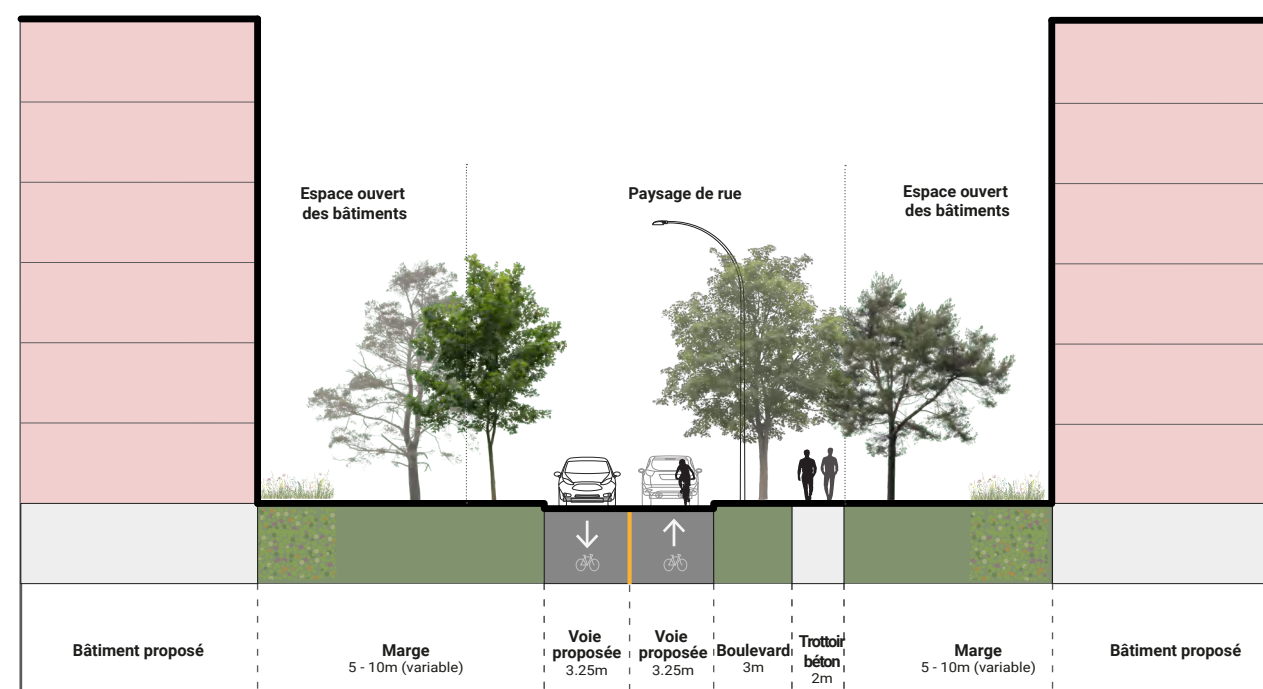 Espace ouvert
des bâtiments
Paysage de rue
Espace ouvert
des bâtiments
Bâtiment proposé
Marge
5 - 10m (variable)
Voie
proposée
3.25m
Voie
proposée
3.25m
Boulevard
3m
Trottoir
béton
2m
Marge
5 - 10m (variable)
Bâtiment proposé